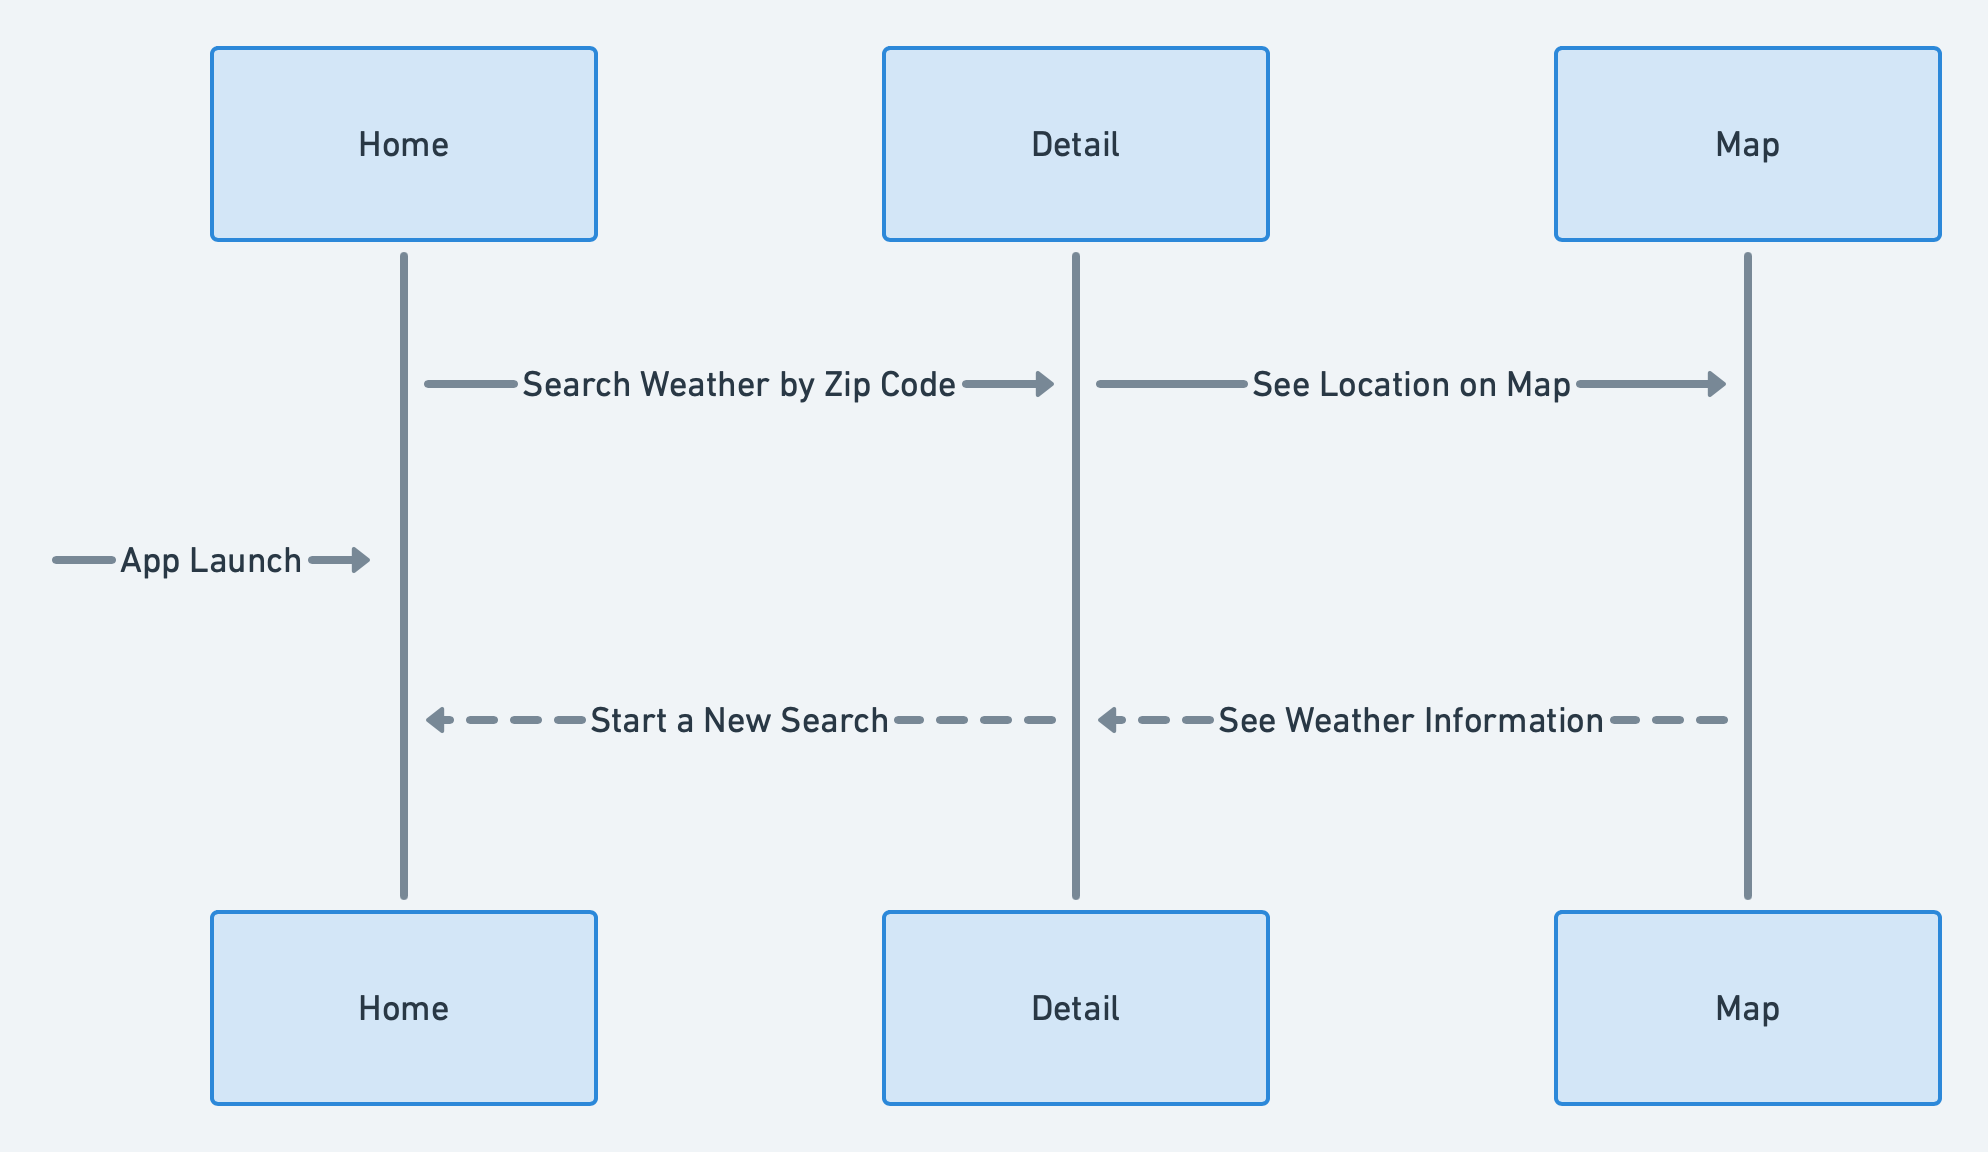 Home
Detail
Map
Search Weather by Zip Code
See Location on Map
App Launch
Start a New Search
See Weather Information
Home
Detail
Map